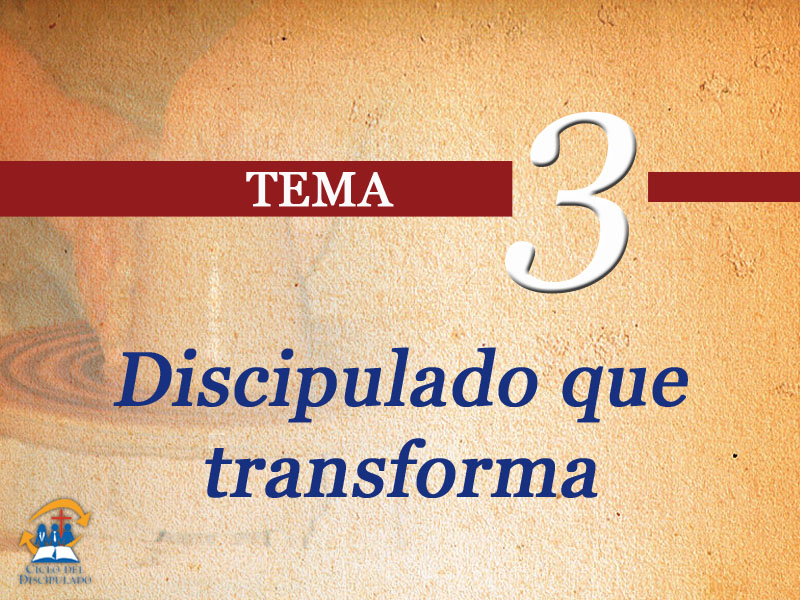 TEMA 3
Discipulado que
transforma
CICLO DEL
DISCIPULADO